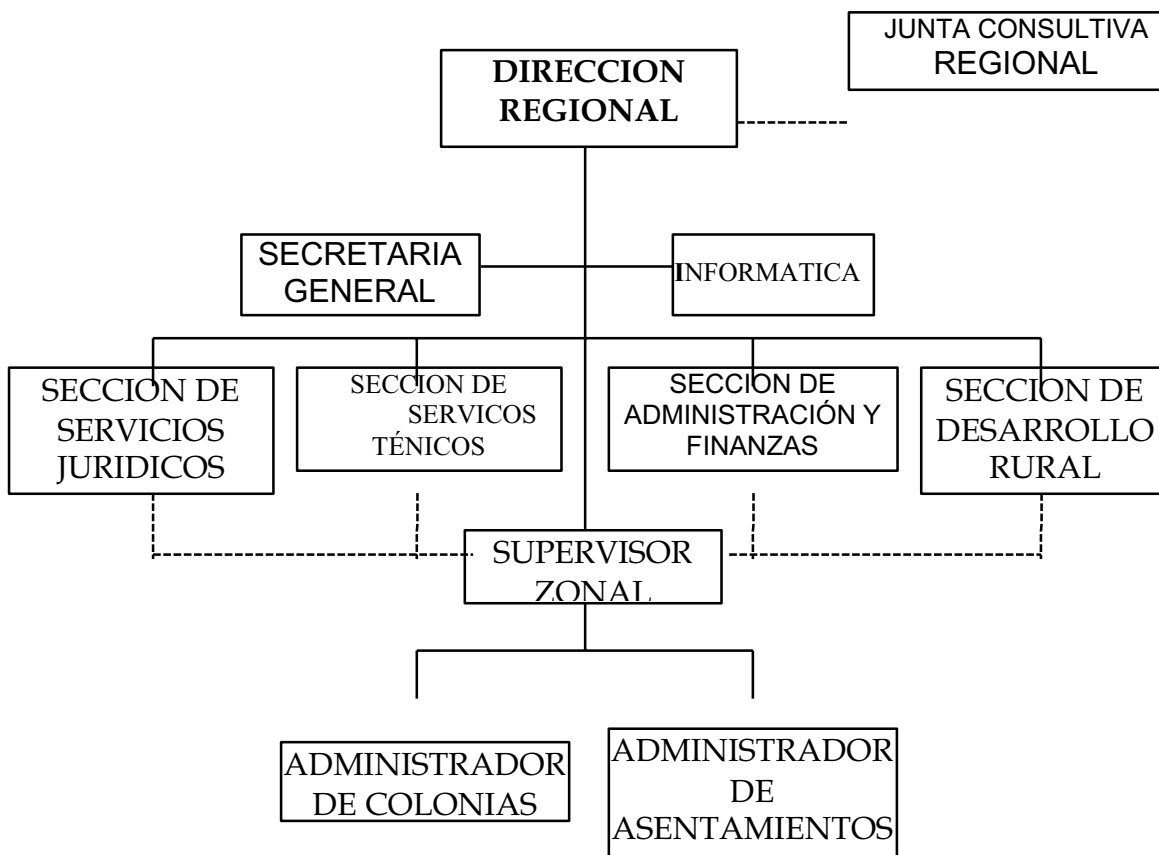 JUNTA CONSULTIVA
REGIONAL
DIRECCION
REGIONAL
SECRETARIA
GENERAL
INFORMATICA
SECCION DE
SERVICIOS
JURIDICOS
SECCION DE
SERVICOS
TÉNICOS
SECCION DE
ADMINISTRACIÓN Y
FINANZAS
SECCION DE
DESARROLLO
RURAL
SUPERVISOR
ZONAL
ADMINISTRADOR
DE COLONIAS
ADMINISTRADOR
DE
ASENTAMIENTOS